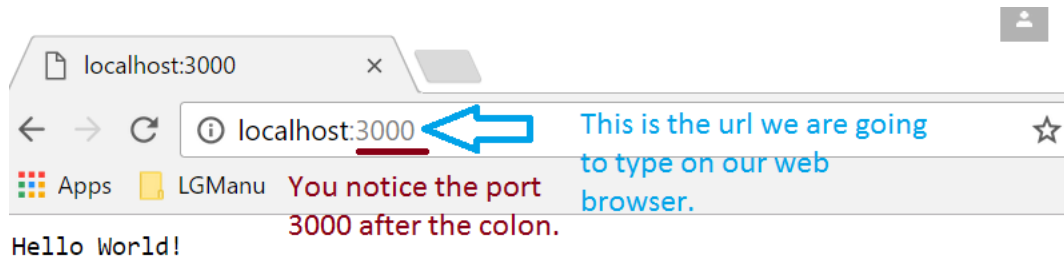 localhost:3000
localhost:3000
This is the url we are going
to type on our web
browser.
Apps LGManu
You notice the port
3000 after the colon.
Hello World!